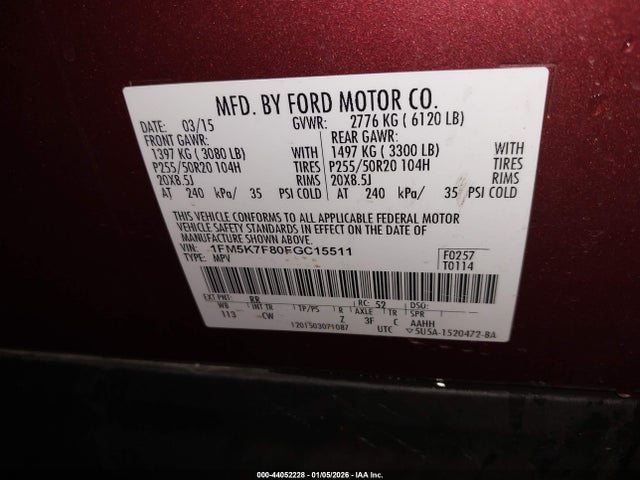 MFD. BY FORD MOTOR CO.
DATE: 03/15 GVWR: 2776 KG ( 6120 LB)
FRONT GAWR: REAR GAWR:
1397 KG ( 3080 LB) WITH 1497 KG ( 3300 LB) WITH
P255/50R20 104H TIRES P255/50R20 104H TIRES
20X8.5J RIMS 20X8.5J RIMS
AT 240 kPa/ 35 PSI COLD AT 240 kPa/ 35 PSI COLD
THIS VEHICLE CONFORMS TO ALL APPLICABLE FEDERAL MOTOR
VEHICLE SAFETY STANDARDS IN EFFECT ON THE DATE OF
MANUFACTURE SHOWN ABOVE.
VIN: 1FM5K7F80FGC15511 F0257
TYPE: MPV T0114
EXT PNT: RR RC: 52 DSO:
WB INT TR TP/PS R AXLE TR SPR
113 CW Z 3F C AAHH
1201503071087 UTC 5U5A-1520472-BA
000-44052228 - 01/05/2026 - IAA Inc.